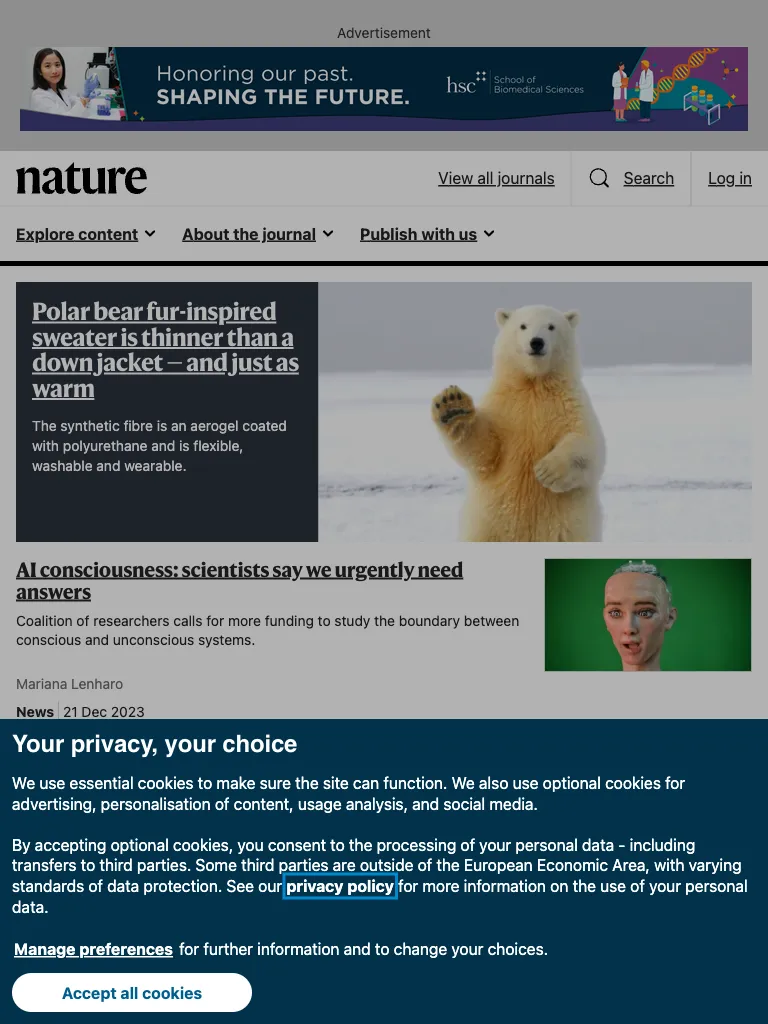 Advertisement
Honoring our past.
SHAPING THE FUTURE.
hsc
School of
Biomedical Sciences
nature
View all journals
Search
Log in
Explore content
About the journal
Publish with us
Polar bear fur-inspired
sweater is thinner than a
down jacket — and just as
warm
The synthetic fibre is an aerogel coated
with polyurethane and is flexible,
washable and wearable.
AI consciousness: scientists say we urgently need
answers
Coalition of researchers calls for more funding to study the boundary between
conscious and unconscious systems.
Mariana Lenharo
News 21 Dec 2023
Your privacy, your choice
We use essential cookies to make sure the site can function. We also use optional cookies for
advertising, personalisation of content, usage analysis, and social media.
By accepting optional cookies, you consent to the processing of your personal data - including
transfers to third parties. Some third parties are outside of the European Economic Area, with varying
standards of data protection. See our privacy policy for more information on the use of your personal
data.
Manage preferences for further information and to change your choices.
Accept all cookies